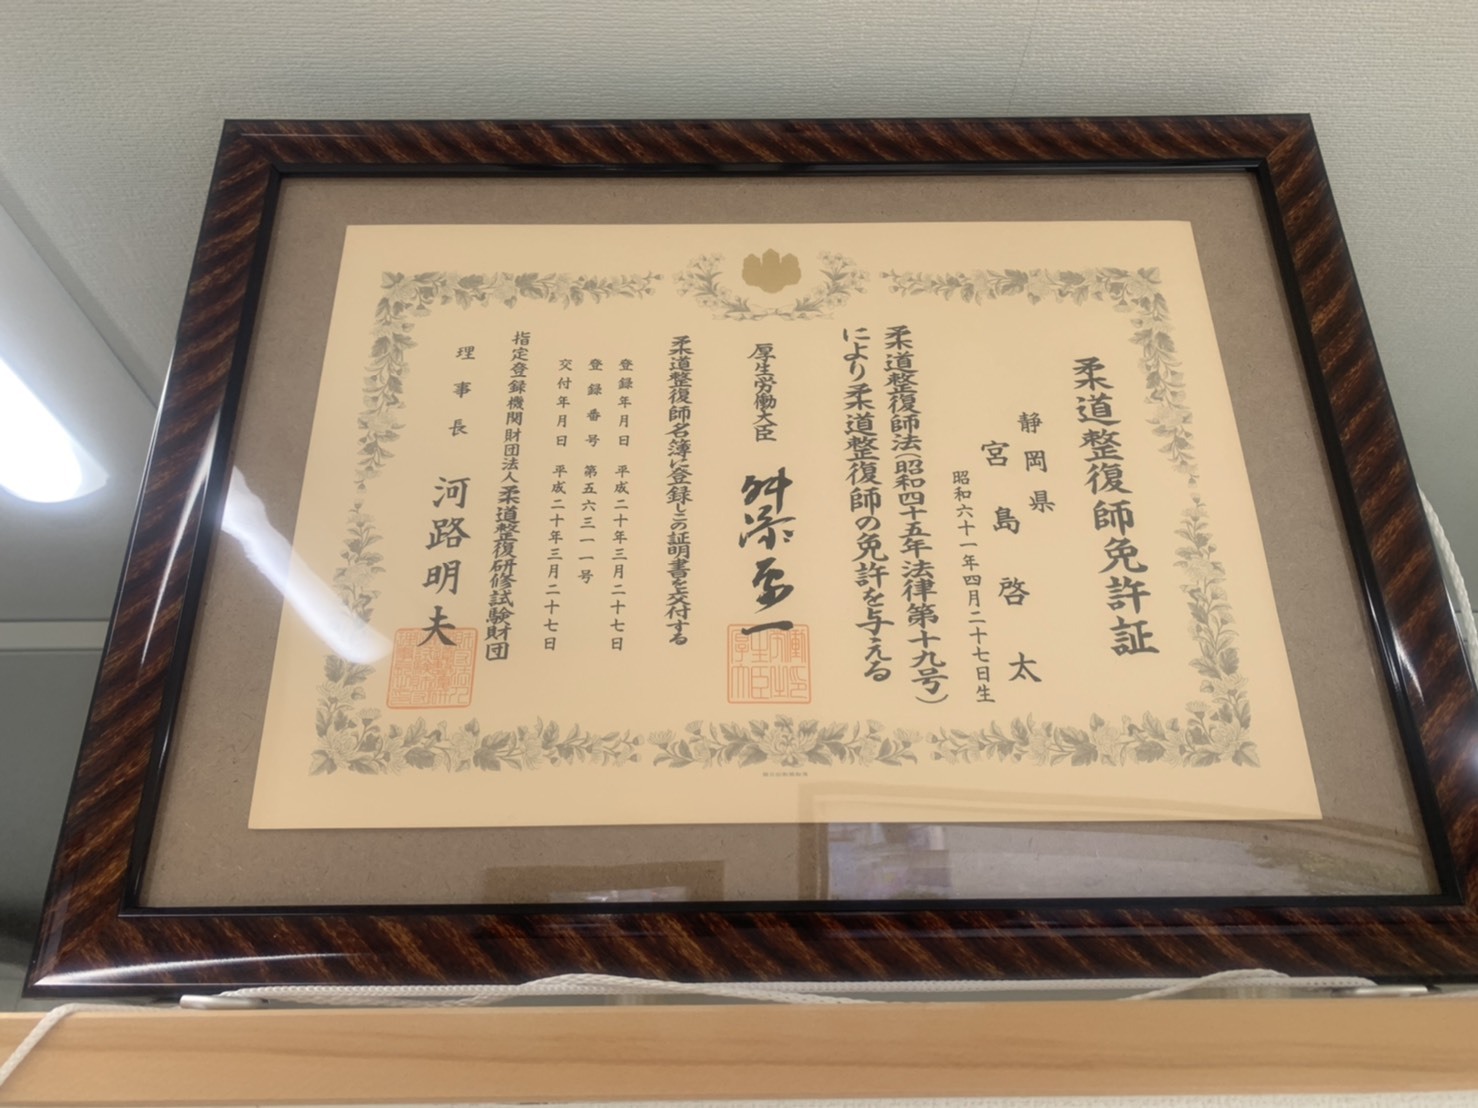 柔道整復師免許証
静岡県
宮島啓太
昭和六十一年四月二十七日生
柔道整復師法(昭和四十五年法律第十九号)
により柔道整復師の免許を与える
厚生労働大臣 舛添要一
柔道整復師名簿に登録しこの証明書を交付する
登録年月日 平成二十年三月二十七日
登録番号 第五六三一一号
交付年月日 平成二十年三月二十七日
指定登録機関財団法人柔道整復研修試験財団
理事長 河路明夫